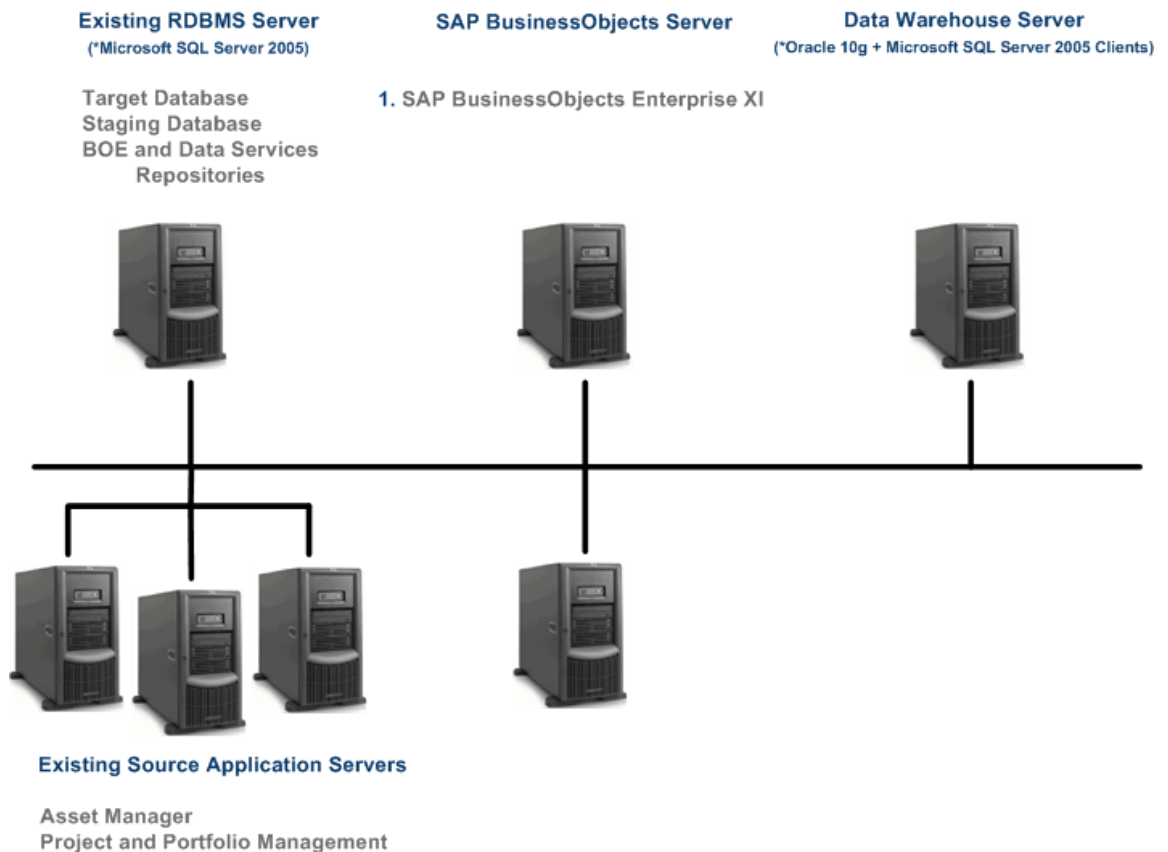 Existing RDBMS Server
(*Microsoft SQL Server 2005)
Target Database
Staging Database
BOE and Data Services
Repositories
SAP BusinessObjects Server
1. SAP BusinessObjects Enterprise XI
Data Warehouse Server
(*Oracle 10g + Microsoft SQL Server 2005 Clients)
Existing Source Application Servers
Asset Manager
Project and Portfolio Management